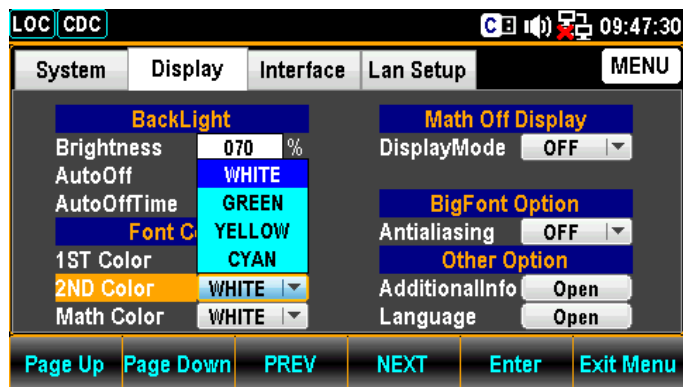 LOC CDC C 09:47:30
System Display Interface Lan Setup MENU
BackLight
Brightness 070 %
AutoOff
AutoOffTime
Font C
1ST Color
2ND Color WHITE
Math Color WHITE
WHITE
GREEN
YELLOW
CYAN
Math Off Display
DisplayMode OFF
BigFont Option
Antialiasing OFF
Other Option
AdditionalInfo Open
Language Open
Page Up Page Down PREV NEXT Enter Exit Menu